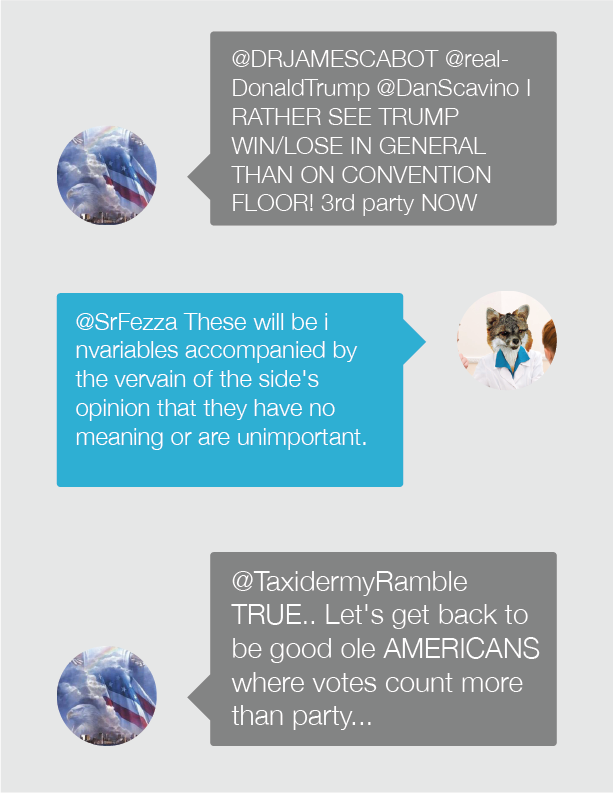 @DRJAMESCABOT @real-
DonaldTrump @DanScavino I
RATHER SEE TRUMP
WIN/LOSE IN GENERAL
THAN ON CONVENTION
FLOOR! 3rd party NOW
@SrFezza These will be i
nvariables accompanied by
the vervain of the side's
opinion that they have no
meaning or are unimportant.
@TaxidermyRamble
TRUE.. Let's get back to
be good ole AMERICANS
where votes count more
than party...